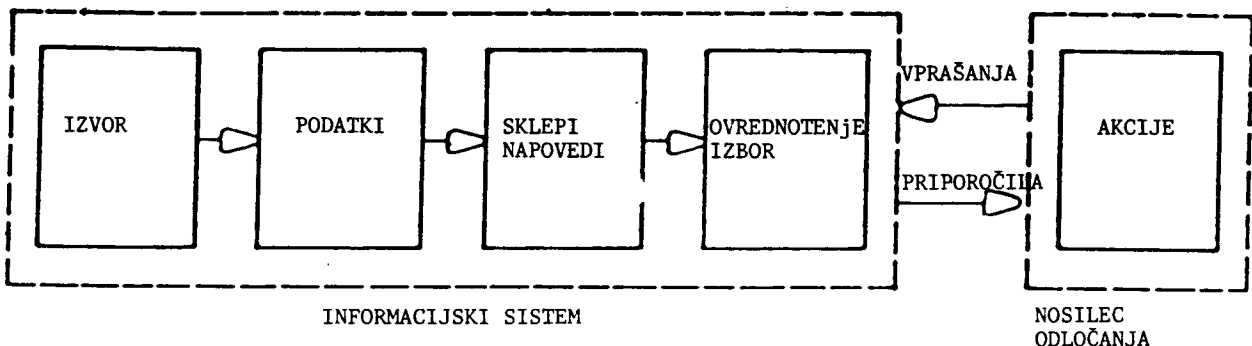 IZVOR
PODATKI
SKLEPI
NAPOVEDI
OVREDNOTENjE
IZBOR
VPRAŠANJA
PRIPOROČILA
AKCIJE
INFORMACIJSKI SISTEM
NOSILEC
ODLOČANJA